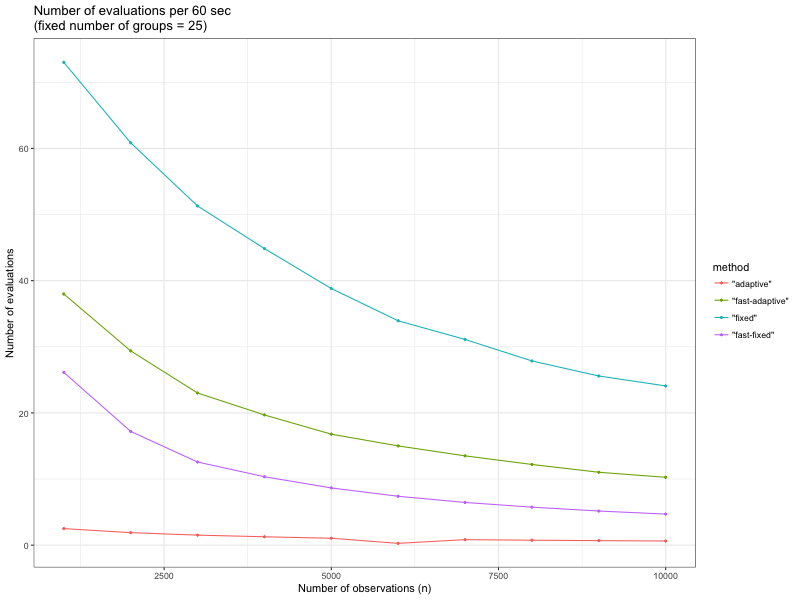 Number of evaluations per 60 sec
(fixed number of groups = 25)
Number of evaluations
60
40
20
0
2500
5000
7500
10000
Number of observations (n)
method
"adaptive"
"fast-adaptive"
"fixed"
"fast-fixed"